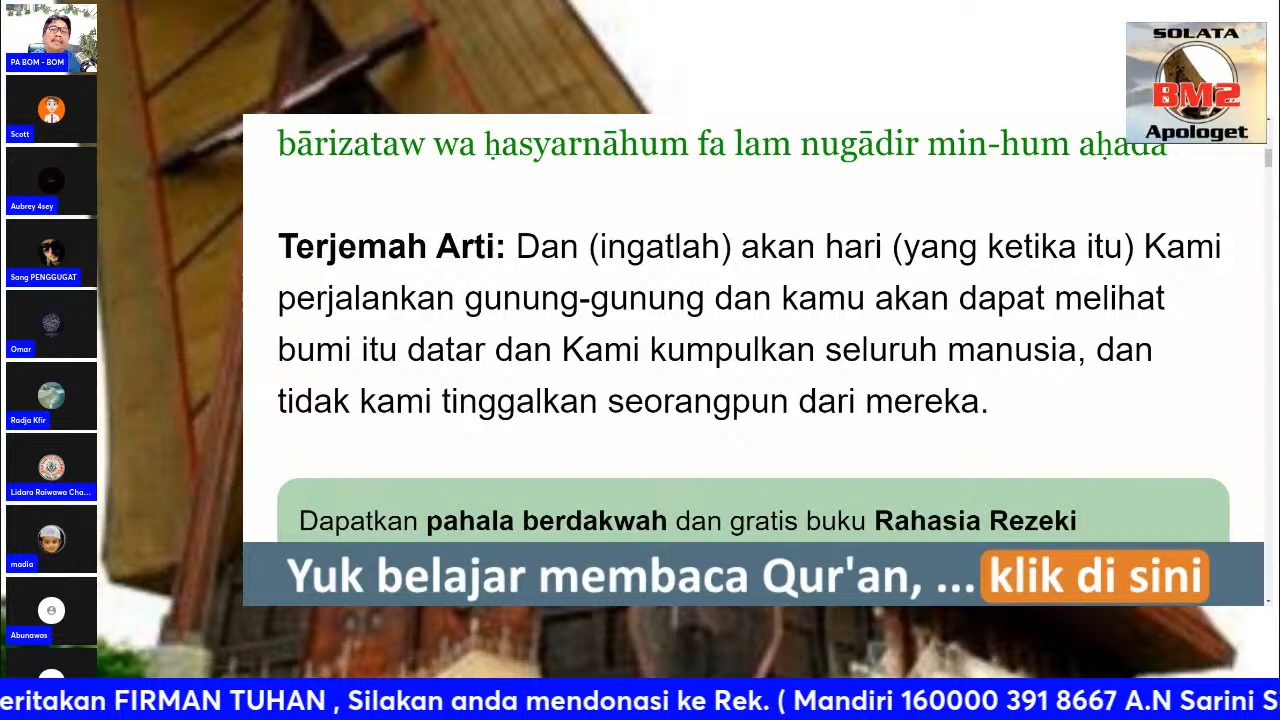 PA BOM - BOM
Scott
Aubrey 4sey
Sang PENGGUGAT
Omar
Radja Kfir
Lidara Raiwawa Cha...
madia
Abunawas
SOLATA
BM2
Apologet
bārizataw wa ḥasyarnāhum fa lam nugādir min-hum aḥadā
Terjemah Arti: Dan (ingatlah) akan hari (yang ketika itu) Kami
perjalankan gunung-gunung dan kamu akan dapat melihat
bumi itu datar dan Kami kumpulkan seluruh manusia, dan
tidak kami tinggalkan seorangpun dari mereka.
Dapatkan pahala berdakwah dan gratis buku Rahasia Rezeki
Yuk belajar membaca Qur'an, ... klik di sini
eritakan FIRMAN TUHAN , Silakan anda mendonasi ke Rek. ( Mandiri 160000 391 8667 A.N Sarini S